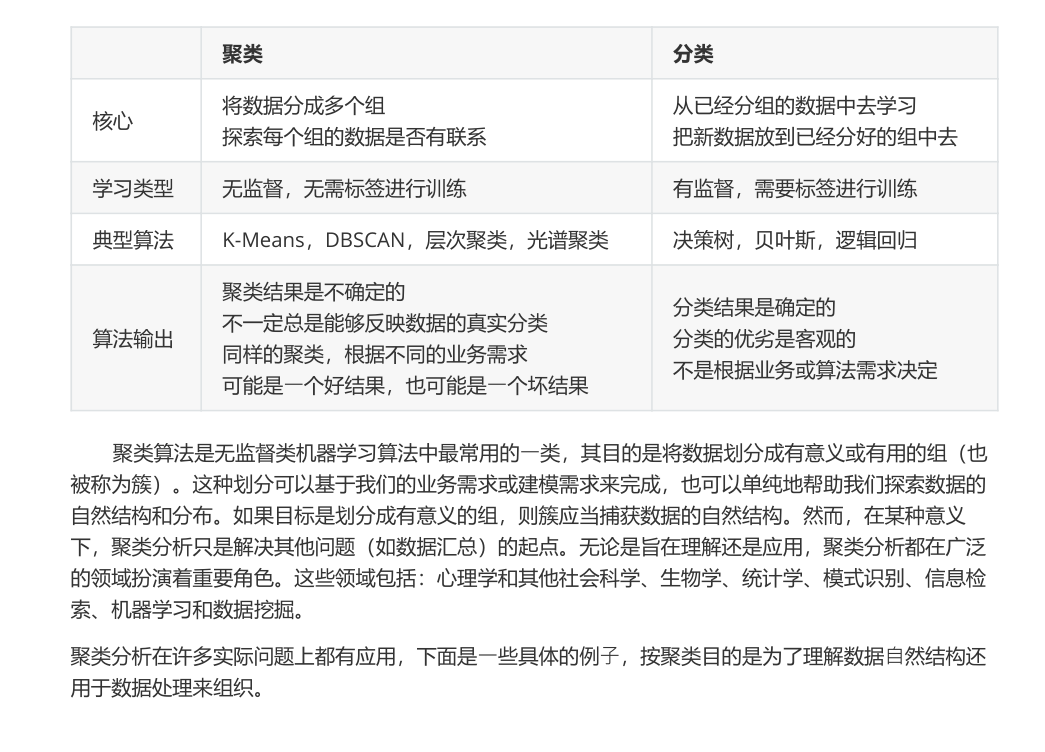 聚类 分类
核心
将数据分成多个组
探索每个组的数据是否有联系
从已经分组的数据中去学习
把新数据放到已经分好的组中去
学习类型 无监督，无需标签进行训练 有监督，需要标签进行训练
典型算法 K-Means，DBSCAN，层次聚类，光谱聚类 决策树，贝叶斯，逻辑回归
算法输出
聚类结果是不确定的
不一定总是能够反映数据的真实分类
同样的聚类，根据不同的业务需求
可能是一个好结果，也可能是一个坏结果
分类结果是确定的
分类的优劣是客观的
不是根据业务或算法需求决定
聚类算法是无监督类机器学习算法中最常用的一类，其目的是将数据划分成有意义或有用的组（也
被称为簇）。这种划分可以基于我们的业务需求或建模需求来完成，也可以单纯地帮助我们探索数据的
自然结构和分布。如果目标是划分成有意义的组，则簇应当捕获数据的自然结构。然而，在某种意义
下，聚类分析只是解决其他问题（如数据汇总）的起点。无论是旨在理解还是应用，聚类分析都在广泛
的领域扮演着重要角色。这些领域包括：心理学和其他社会科学、生物学、统计学、模式识别、信息检
索、机器学习和数据挖掘。
聚类分析在许多实际问题上都有应用，下面是一些具体的例子，按聚类目的是为了理解数据自然结构还
用于数据处理来组织。